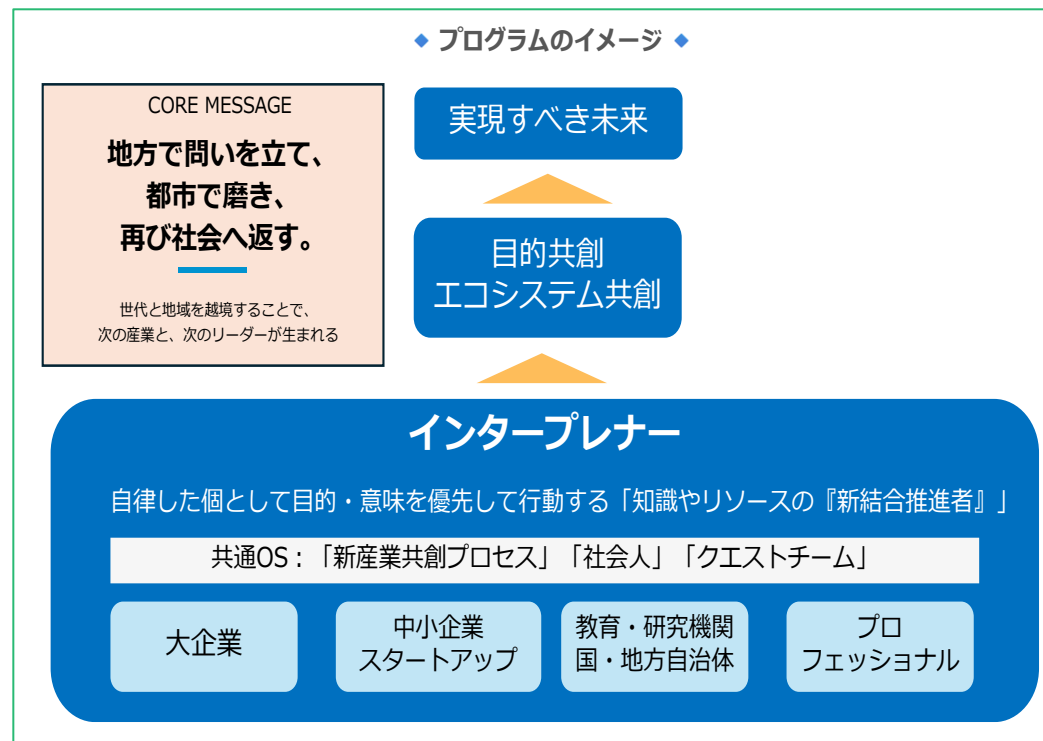 プログラムのイメージ
CORE MESSAGE
地方で問いを立て、
都市で磨き、
再び社会へ返す。
世代と地域を越境することで、
次の産業と、次のリーダーが生まれる
実現すべき未来
目的共創
エコシステム共創
インタープレナー
自律した個として目的・意味を優先して行動する「知識やリソースの『新結合推進者』」
共通OS：「新産業共創プロセス」「社会人」「クエストチーム」
大企業
中小企業
スタートアップ
教育・研究機関
国・地方自治体
プロ
フェッショナル